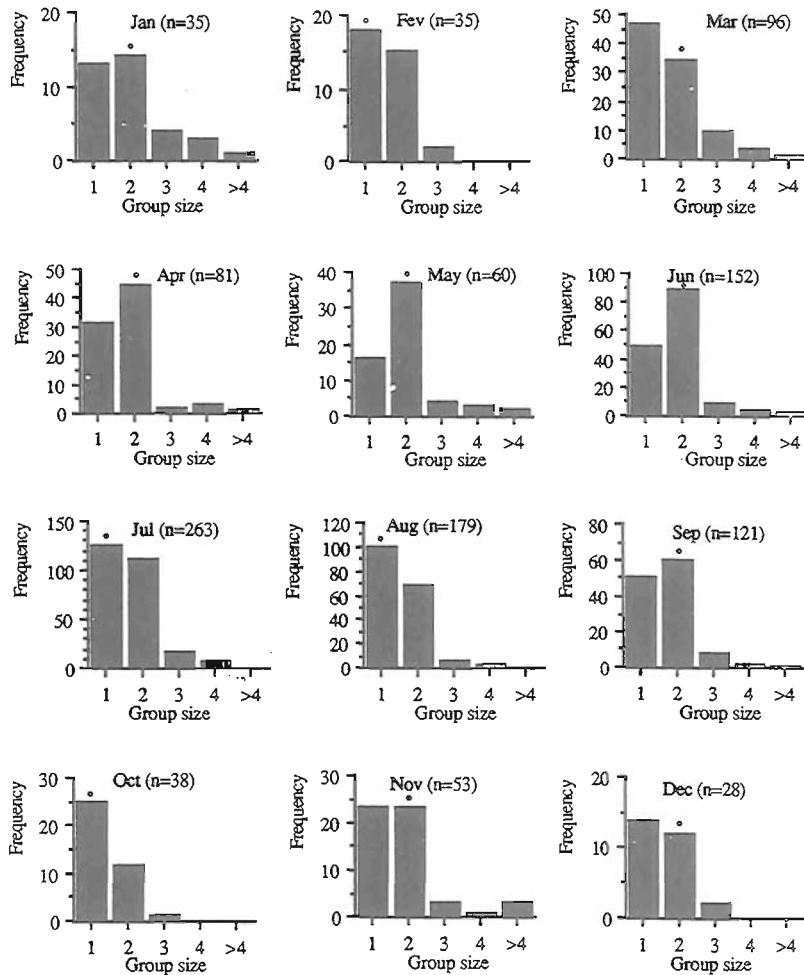 Jan (n=35)
Frequency
20
15
10
5
0
1 2 3 4 >4
Group size
Fev (n=35)
Frequency
20
15
10
5
0
1 2 3 4 >4
Group size
Mar (n=96)
Frequency
50
40
30
20
10
0
1 2 3 4 >4
Group size
Apr (n=81)
Frequency
50
40
30
20
10
0
1 2 3 4 >4
Group size
May (n=60)
Frequency
40
30
20
10
0
1 2 3 4 >4
Group size
Jun (n=152)
Frequency
100
80
60
40
20
0
1 2 3 4 >4
Group size
Jul (n=263)
Frequency
150
100
50
0
1 2 3 4 >4
Group size
Aug (n=179)
Frequency
120
100
80
60
40
20
0
1 2 3 4 >4
Group size
Sep (n=121)
Frequency
80
60
40
20
0
1 2 3 4 >4
Group size
Oct (n=38)
Frequency
30
20
10
0
1 2 3 4 >4
Group size
Nov (n=53)
Frequency
30
20
10
0
1 2 3 4 >4
Group size
Dec (n=28)
Frequency
20
10
0
1 2 3 4 >4
Group size